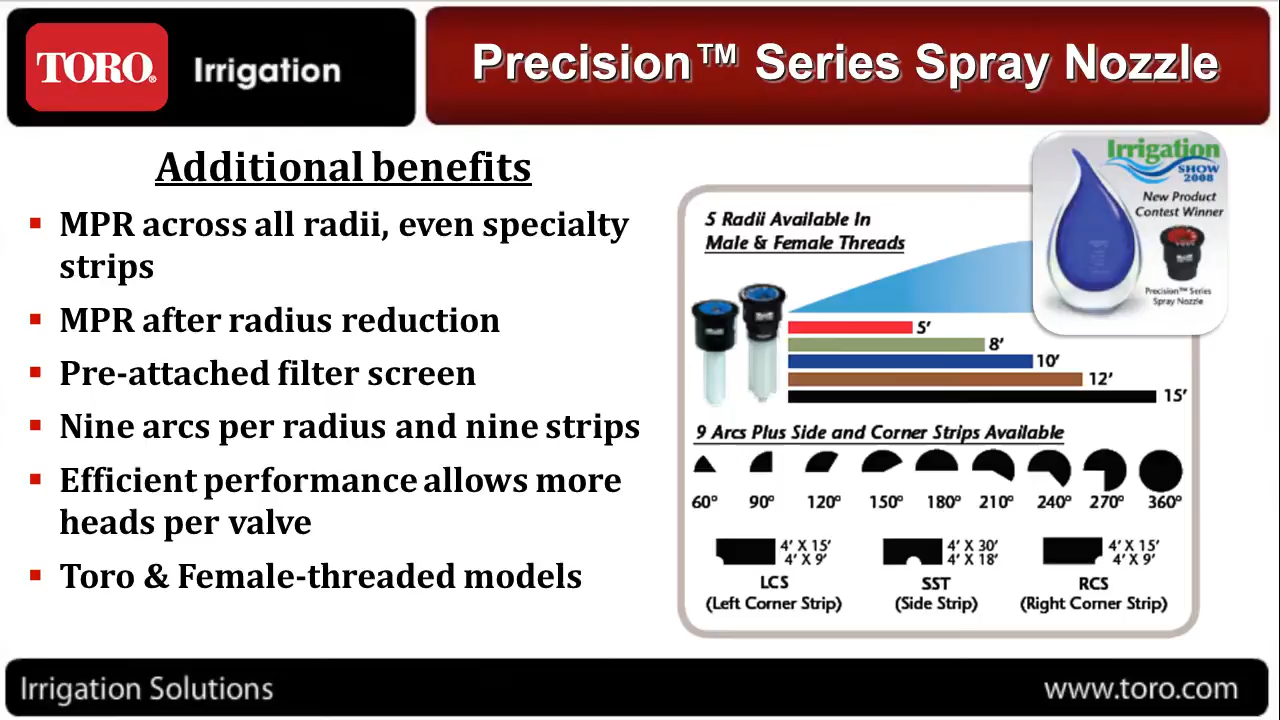 TORO® Irrigation
Precision™ Series Spray Nozzle
Additional benefits
▪ MPR across all radii, even specialty
strips
▪ MPR after radius reduction
▪ Pre-attached filter screen
▪ Nine arcs per radius and nine strips
▪ Efficient performance allows more
heads per valve
▪ Toro & Female-threaded models
Irrigation
SHOW
2008
New Product
Contest Winner
Precision™ Series
Spray Nozzle
5 Radii Available In
Male & Female Threads
5’
8’
10’
12’
15’
9 Arcs Plus Side and Corner Strips Available
60° 90° 120° 150° 180° 210° 240° 270° 360°
4’ X 15’
4’ X 9’
LCS
(Left Corner Strip)
4’ X 30’
4’ X 18’
SST
(Side Strip)
4’ X 15’
4’ X 9’
RCS
(Right Corner Strip)
Irrigation Solutions
www.toro.com